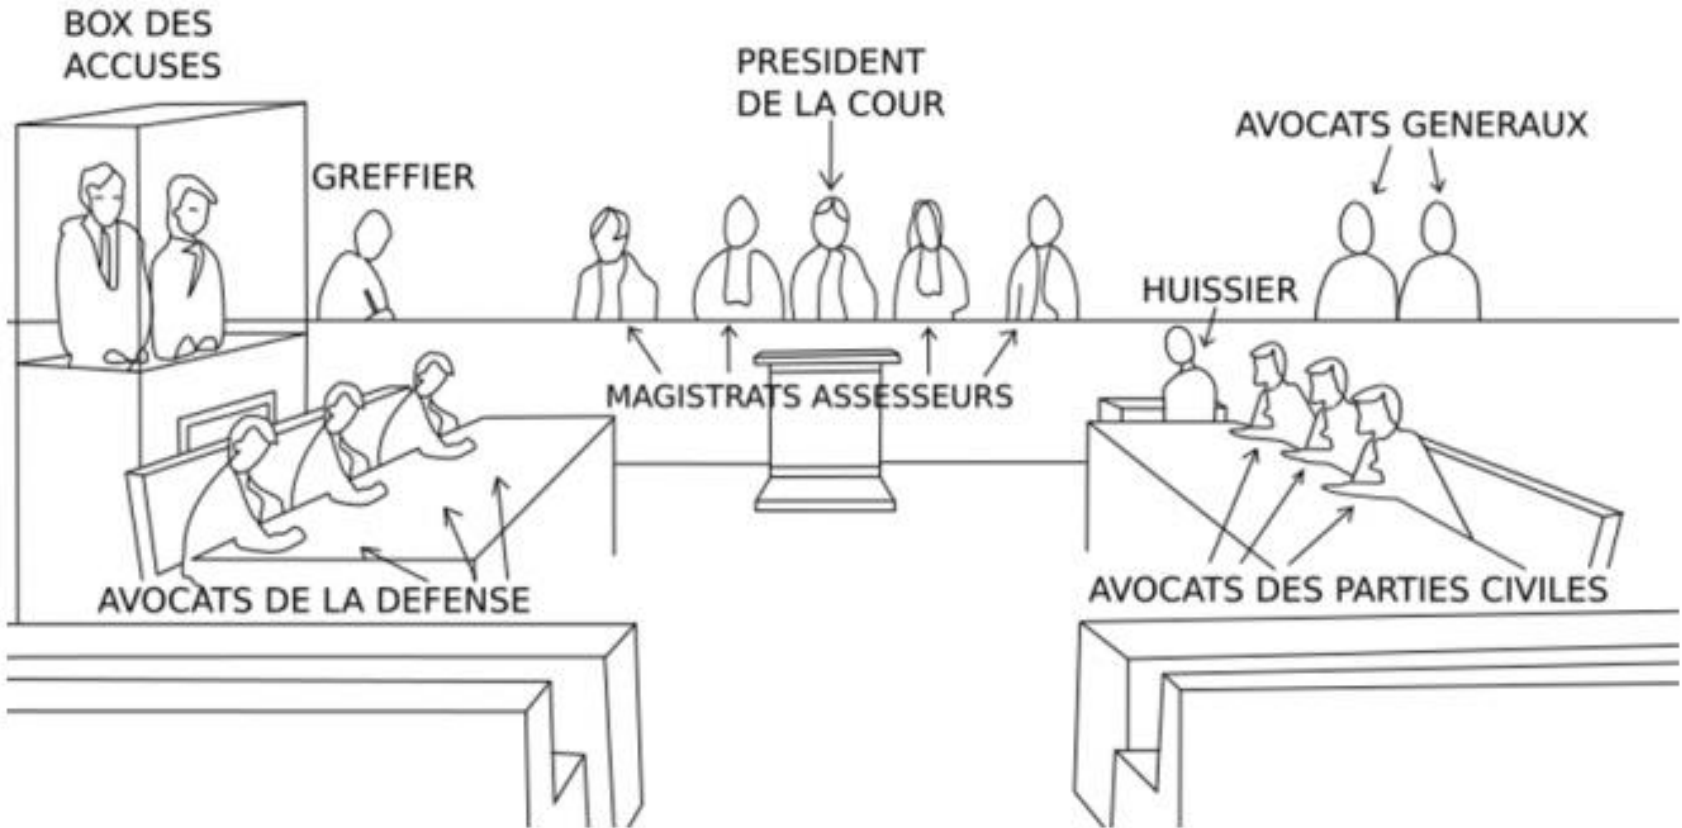 BOX DES
ACCUSES
PRESIDENT
DE LA COUR
AVOCATS GENERAUX
GREFFIER
HUISSIER
MAGISTRATS ASSESSEURS
AVOCATS DE LA DEFENSE
AVOCATS DES PARTIES CIVILES